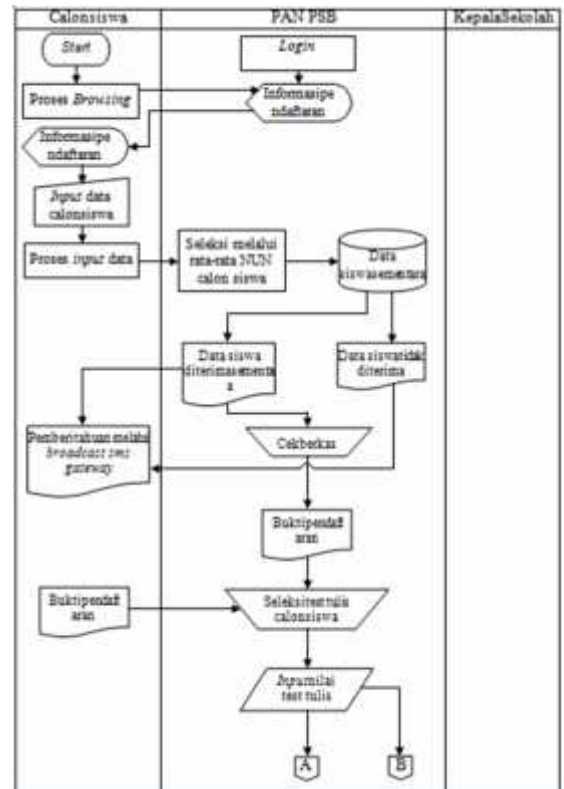 Calonsiswa
PAN PSB
KepalaSekolah
Start
Login
Proses Browsing
Informasipe
ndaftaran
Informasipe
ndaftaran
Input data
calonsiswa
Proses input data
Seleksi melalui
rata-rata NUN
calon siswa
Data
siswasementara
Data siswa
diterimasementar
a
Data siswatidak
diterima
Pemberitahuan melalui
broadcast sms
gateway
Cekberkas
Buktipendaft
aran
Buktipendaft
aran
Seleksitesttulis
calonsiswa
Inputnilai
test tulis
A
B